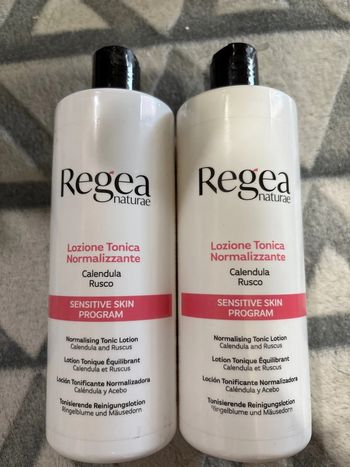 Regea
naturae
Lozione Tonica
Normalizzante
Calendula
Rusco
SENSITIVE SKIN
PROGRAM
Normalising Tonic Lotion
Calendula and Ruscus
Lotion Tonique Équilibrant
Calendula et Ruscus
Loción Tonificante Normalizadora
Caléndula y Acebo
Tonisierende Reinigungslotion
Ringelblume und Mäusedorn
Regea
naturae
Lozione Tonica
Normalizzante
Calendula
Rusco
SENSITIVE SKIN
PROGRAM
Normalising Tonic Lotion
Calendula and Ruscus
Lotion Tonique Équilibrant
Calendula et Ruscus
Loción Tonificante Normalizadora
Caléndula y Acebo
Tonisierende Reinigungslotion
Ringelblume und Mäusedorn